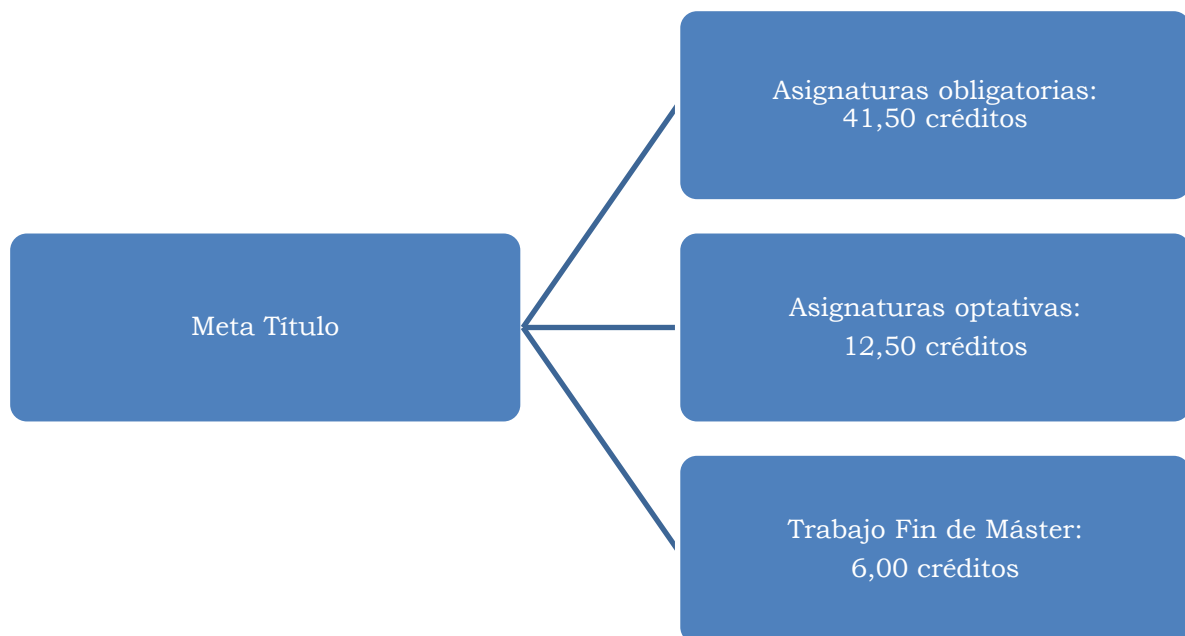 Meta Título
Asignaturas obligatorias:
41,50 créditos
Asignaturas optativas:
12,50 créditos
Trabajo Fin de Máster:
6,00 créditos